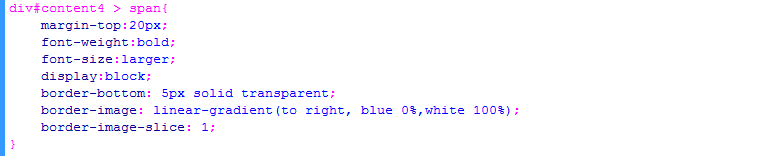 div#content4 > span{
    margin-top:20px;
    font-weight:bold;
    font-size:larger;
    display:block;
    border-bottom: 5px solid transparent;
    border-image: linear-gradient(to right, blue 0%,white 100%);
    border-image-slice: 1;
}